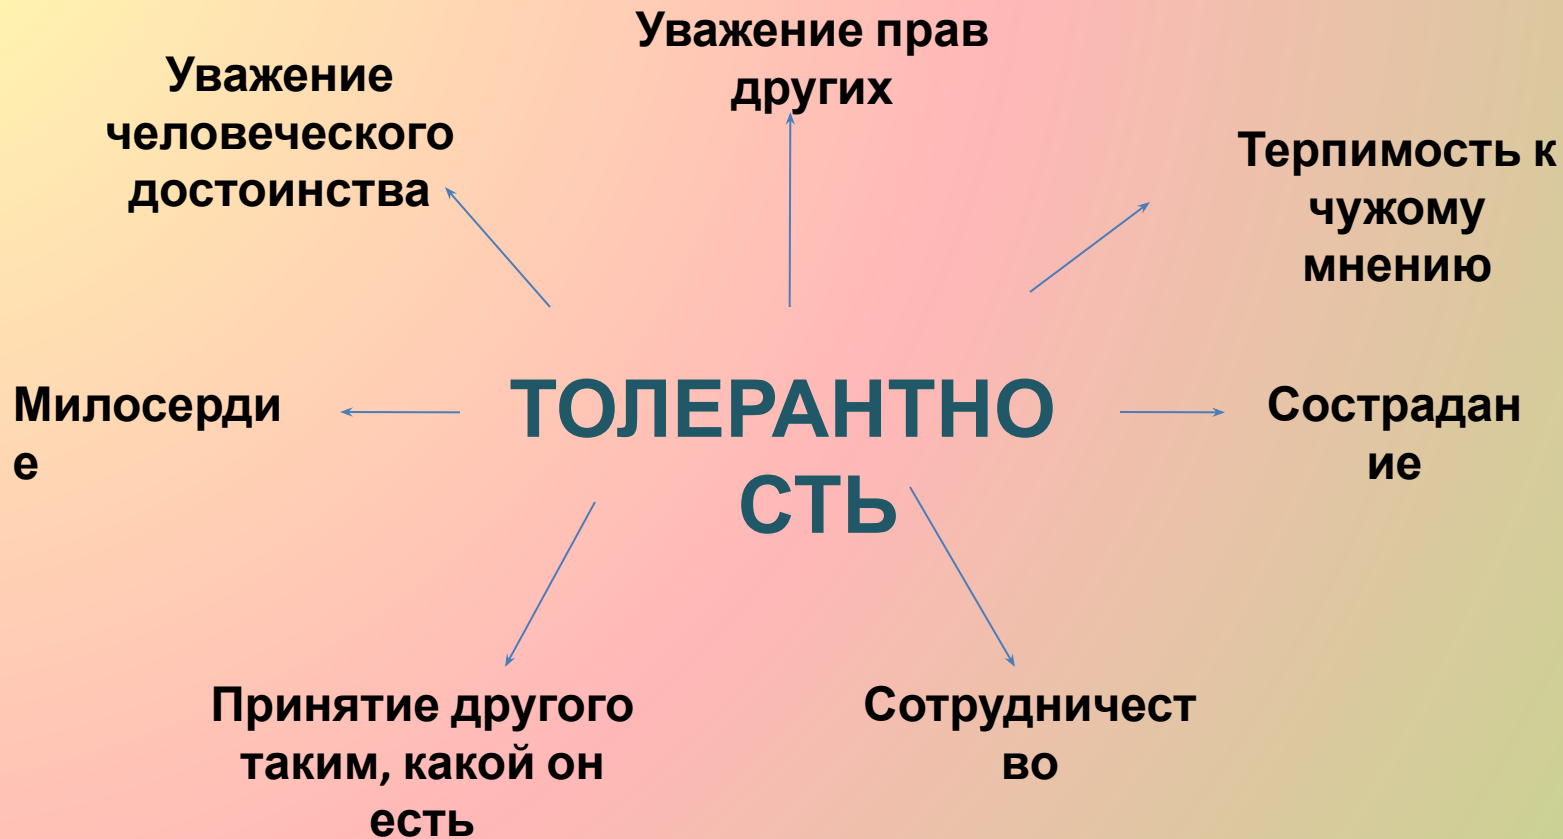 Уважение прав
других
Уважение
человеческого
достоинства
Терпимость к
чужому
мнению
Милосерди
е
ТОЛЕРАНТНО
СТЬ
Сострадан
ие
Принятие другого
таким, какой он
есть
Сотрудничест
во